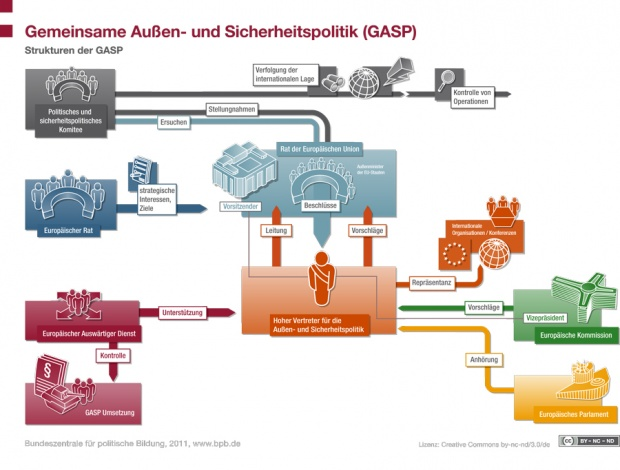 Gemeinsame Außen- und Sicherheitspolitik (GASP)
Strukturen der GASP
Verfolgung der
internationalen Lage
Kontrolle von
Operationen
Politisches und
sicherheitspolitisches
Komitee
Stellungnahmen
Ersuchen
Rat der Europäischen Union
Außenminister
der EU-Staaten
strategische
Interessen,
Ziele
Vorsitzender
Beschlüsse
Europäischer Rat
Leitung
Vorschläge
Internationale
Organisationen / Konferenzen
Repräsentanz
Hoher Vertreter für die
Außen- und Sicherheitspolitik
Unterstützung
Europäischer Auswärtiger Dienst
Vorschläge
Vizepräsident
Europäische Kommission
Kontrolle
Anhörung
§
GASP Umsetzung
Europäisches Parlament
Bundeszentrale für politische Bildung, 2011, www.bpb.de
Lizenz: Creative Commons by-nc-nd/3.0/de
cc BY - NC - ND